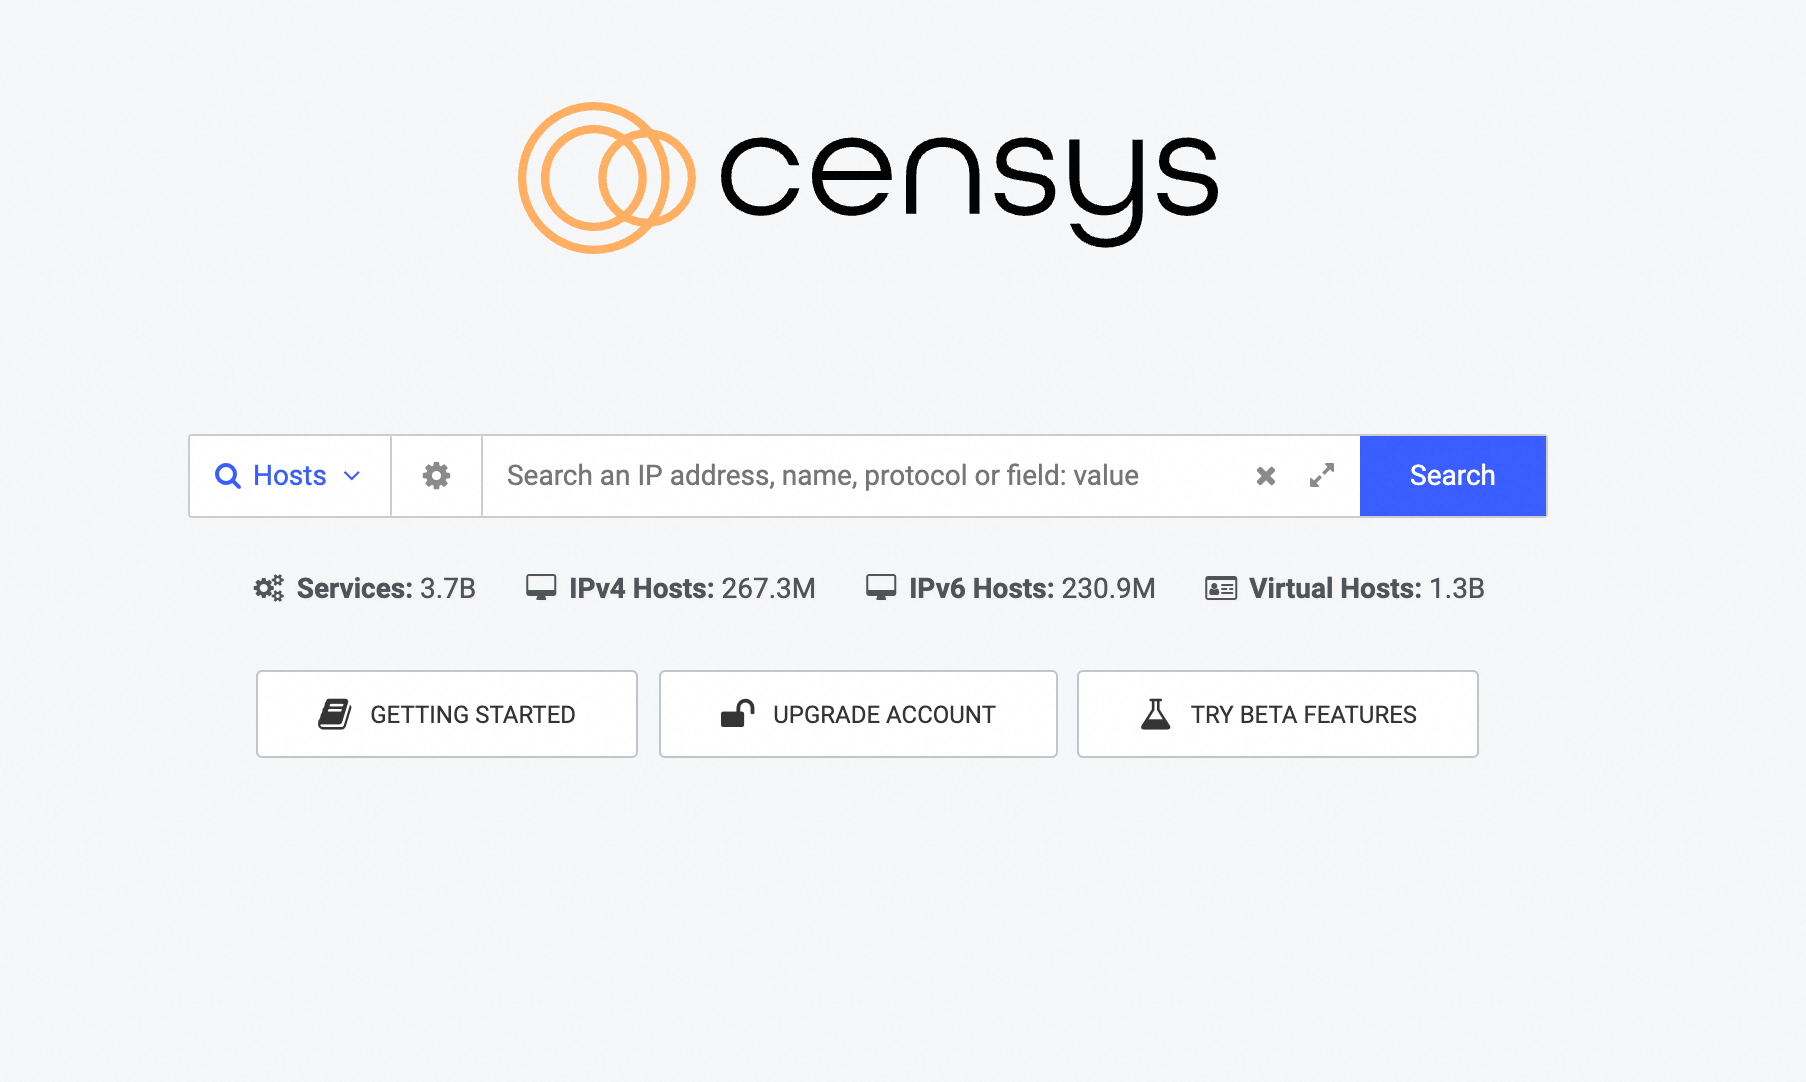 censys
Hosts Search an IP address, name, protocol or field: value Search
Services: 3.7B IPv4 Hosts: 267.3M IPv6 Hosts: 230.9M Virtual Hosts: 1.3B
GETTING STARTED UPGRADE ACCOUNT TRY BETA FEATURES